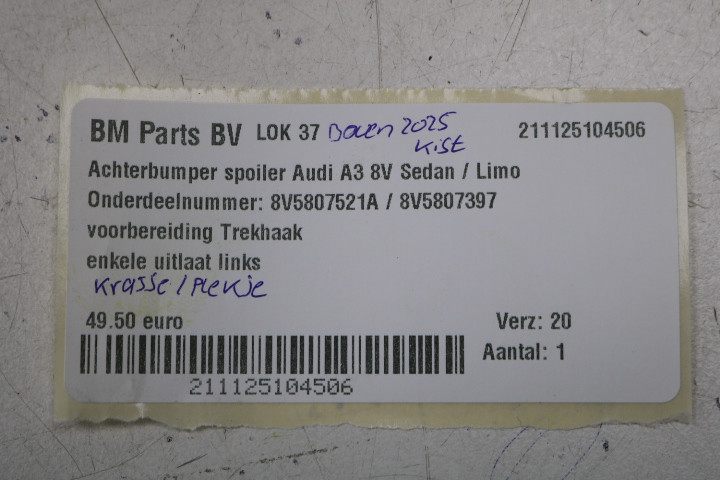 BM Parts BV LOK 37 Boven 2025 211125104506
Kist
Achterbumper spoiler Audi A3 8V Sedan / Limo
Onderdeelnummer: 8V5807521A / 8V5807397
voorbereiding Trekhaak
enkele uitlaat links
Krasje / Plekje
49.50 euro Verz: 20
Aantal: 1
211125104506